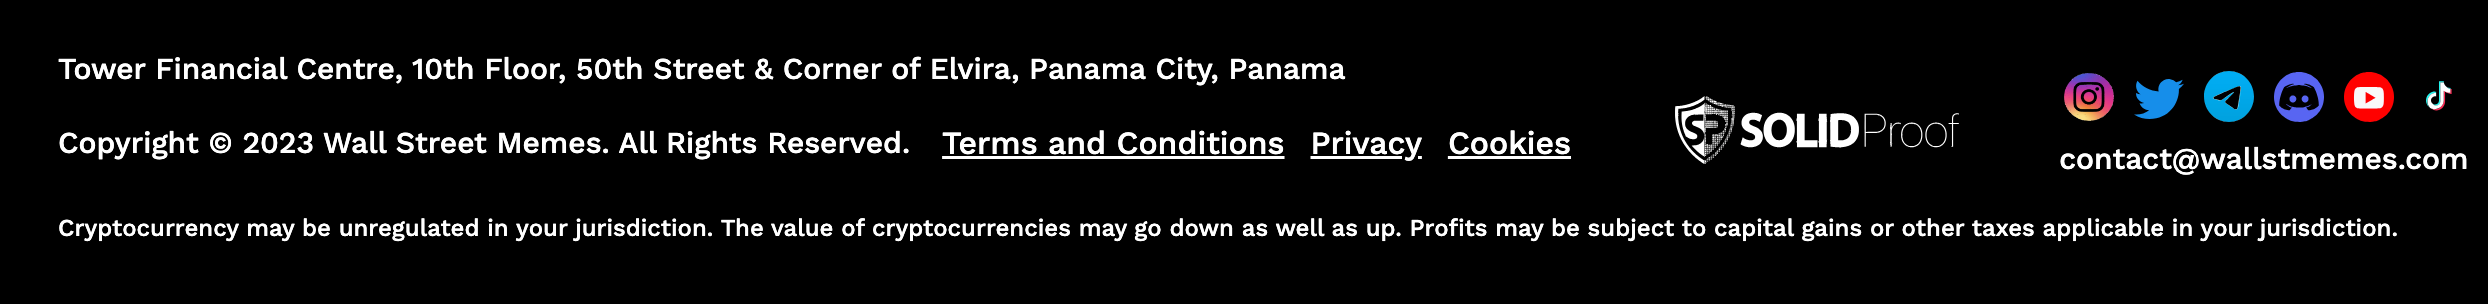 Tower Financial Centre, 10th Floor, 50th Street & Corner of Elvira, Panama City, Panama
Copyright © 2023 Wall Street Memes. All Rights Reserved. Terms and Conditions Privacy Cookies
SP SOLIDProof
contact@wallstmemes.com
Cryptocurrency may be unregulated in your jurisdiction. The value of cryptocurrencies may go down as well as up. Profits may be subject to capital gains or other taxes applicable in your jurisdiction.